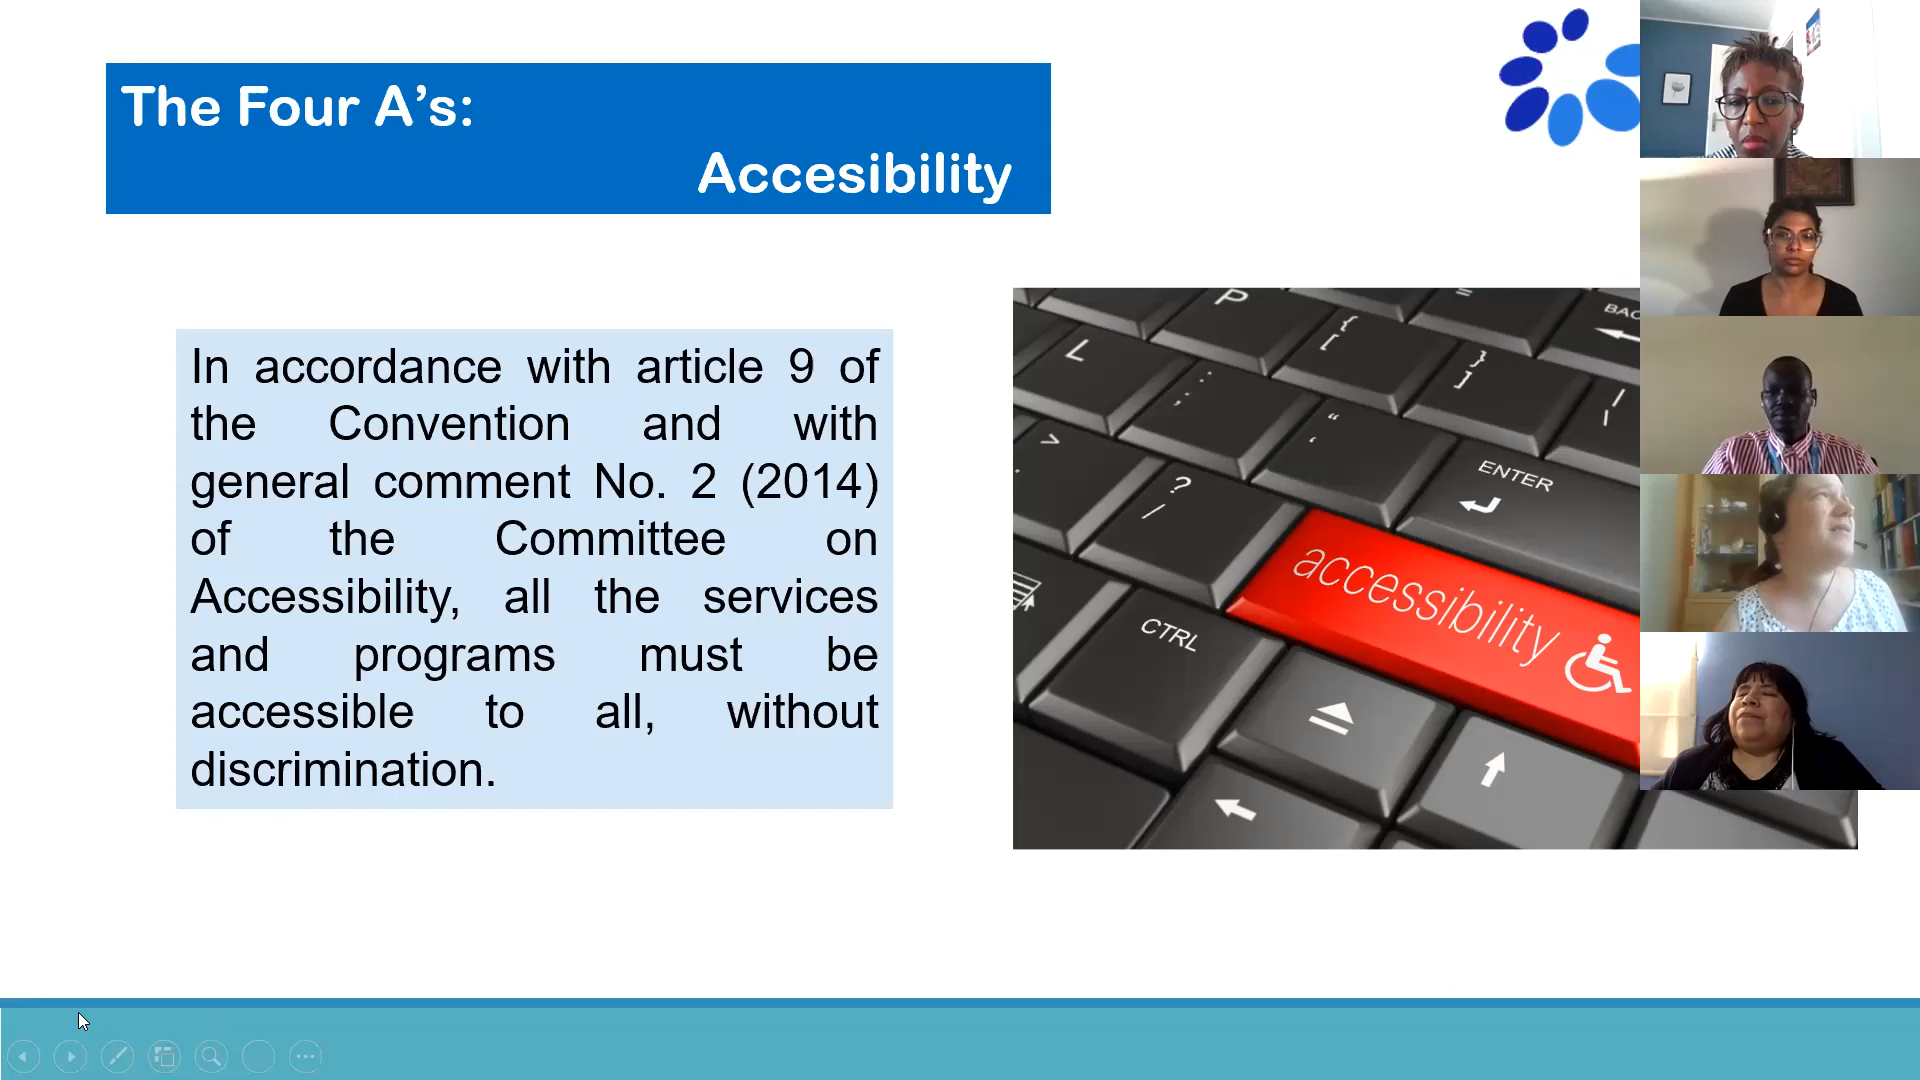 The Four A’s:
Accesibility
In accordance with article 9 of
the Convention and with
general comment No. 2 (2014)
of the Committee on
Accessibility, all the services
and programs must be
accessible to all, without
discrimination.
P
=
BAC
{
[
L
}
]
:
;
|
\
“
‘
>
.
ENTER
?
/
accessibility
CTRL